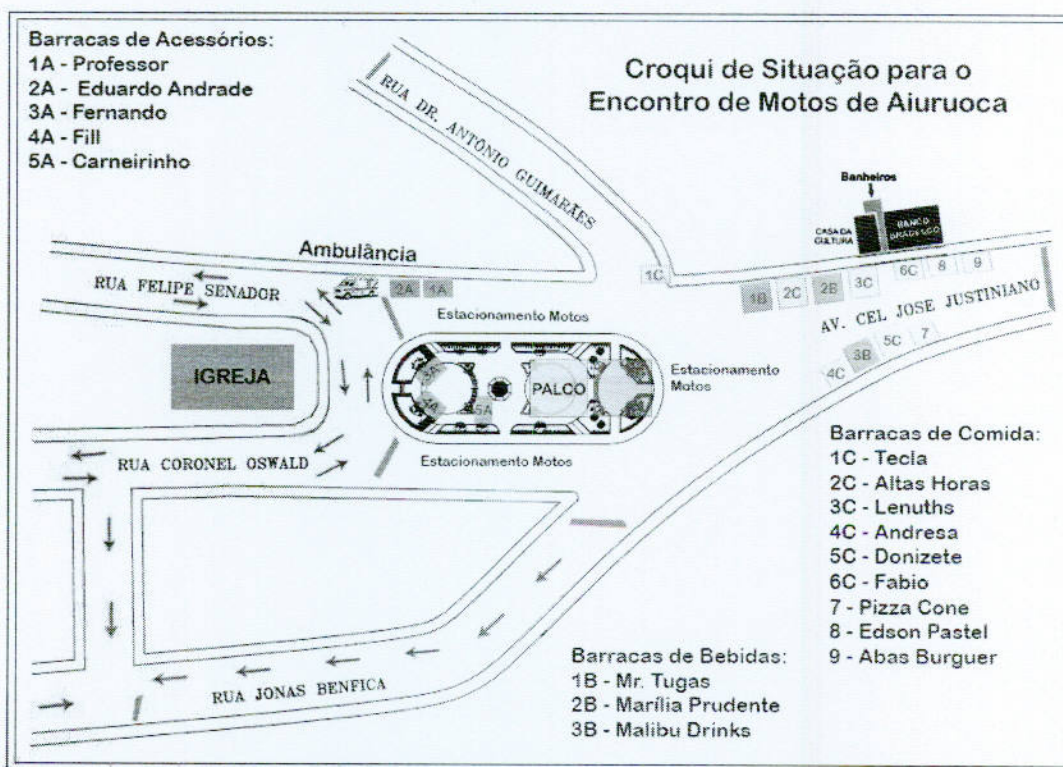 Barracas de Acessórios:
1A - Professor
2A - Eduardo Andrade
3A - Fernando
4A - Fill
5A - Carneirinho
Croqui de Situação para o
Encontro de Motos de Aiuruoca
RUA DR. ANTÔNIO GUIMARÃES
Banheiros
CASA DA
CULTURA
BANCO
BRADESCO
Ambulância
RUA FELIPE SENADOR
2A
1A
1C
1B
2C
2B
3C
6C
8
9
AV. CEL JOSE JUSTINIANO
4C
3B
5C
7
Estacionamento Motos
IGREJA
3A
4A
5A
PALCO
Estacionamento
Motos
Estacionamento Motos
RUA CORONEL OSWALD
Barracas de Comida:
1C - Tecla
2C - Altas Horas
3C - Lenuths
4C - Andresa
5C - Donizete
6C - Fabio
7 - Pizza Cone
8 - Edson Pastel
9 - Abas Burguer
RUA JONAS BENFICA
Barracas de Bebidas:
1B - Mr. Tugas
2B - Marília Prudente
3B - Malibu Drinks